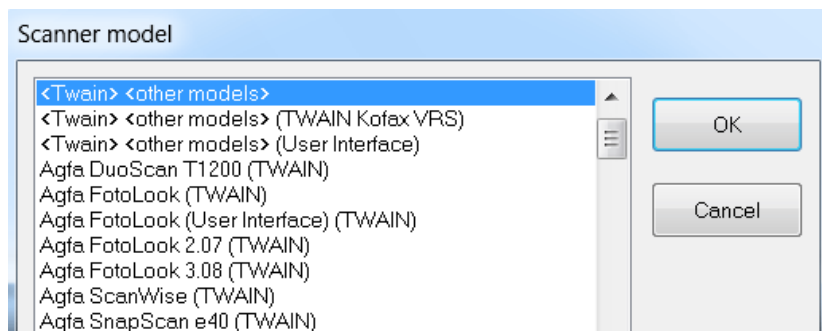 Scanner model
<Twain> <other models>
<Twain> <other models> (TWAIN Kofax VRS)
<Twain> <other models> (User Interface)
Agfa DuoScan T1200 (TWAIN)
Agfa FotoLook (TWAIN)
Agfa FotoLook (User Interface) (TWAIN)
Agfa FotoLook 2.07 (TWAIN)
Agfa FotoLook 3.08 (TWAIN)
Agfa ScanWise (TWAIN)
Agfa SnapScan e40 (TWAIN)
OK
Cancel